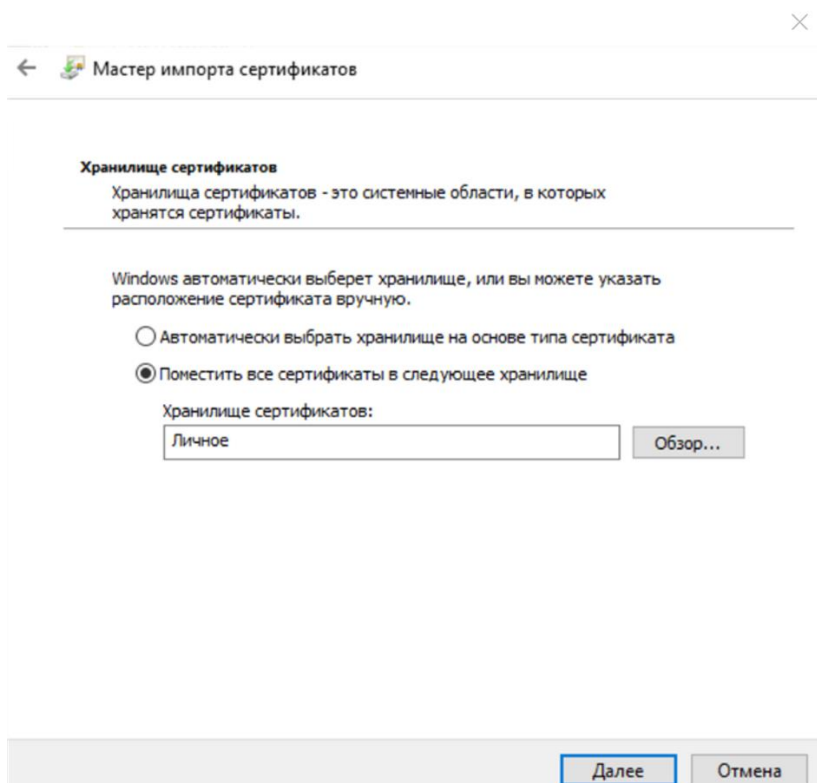 Мастер импорта сертификатов
Хранилище сертификатов
Хранилища сертификатов - это системные области, в которых
хранятся сертификаты.
Windows автоматически выберет хранилище, или вы можете указать
расположение сертификата вручную.
Автоматически выбрать хранилище на основе типа сертификата
Поместить все сертификаты в следующее хранилище
Хранилище сертификатов:
Личное
Обзор...
Далее
Отмена